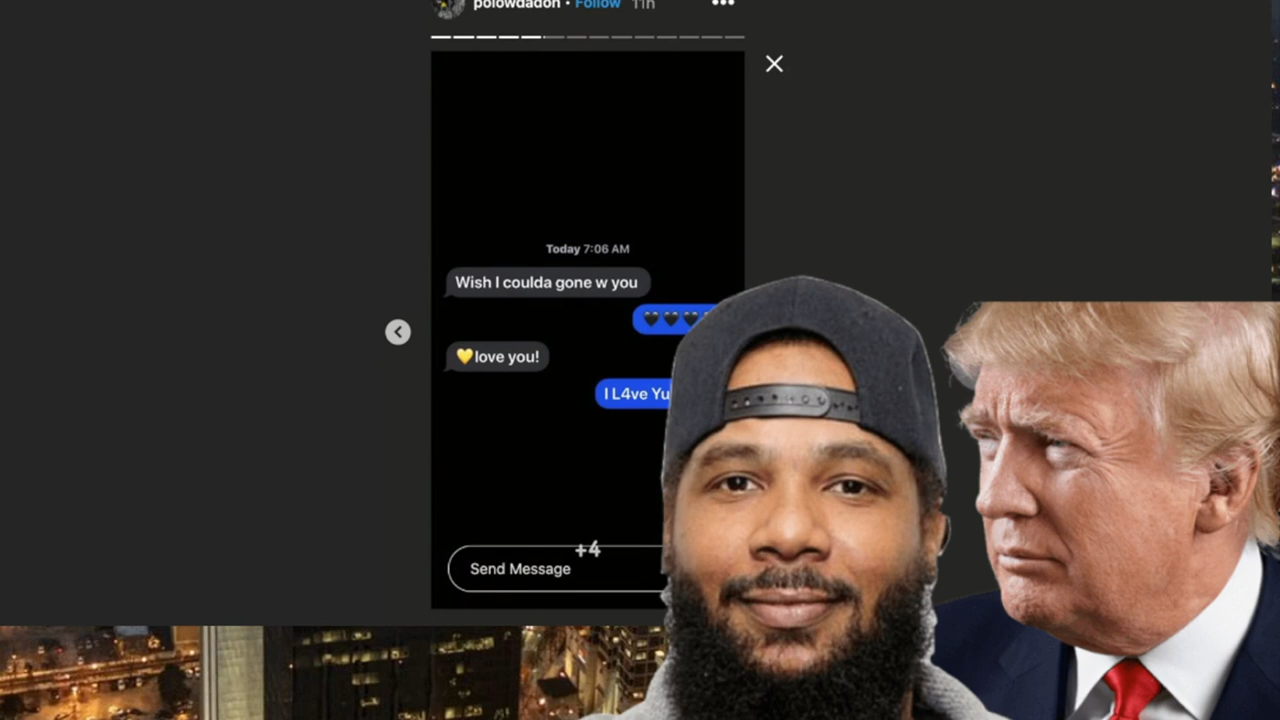 polowdadon • Follow 11h
Today 7:06 AM
Wish I coulda gone w you
🖤🖤🖤
💛love you!
I L4ve Yu
+4
Send Message